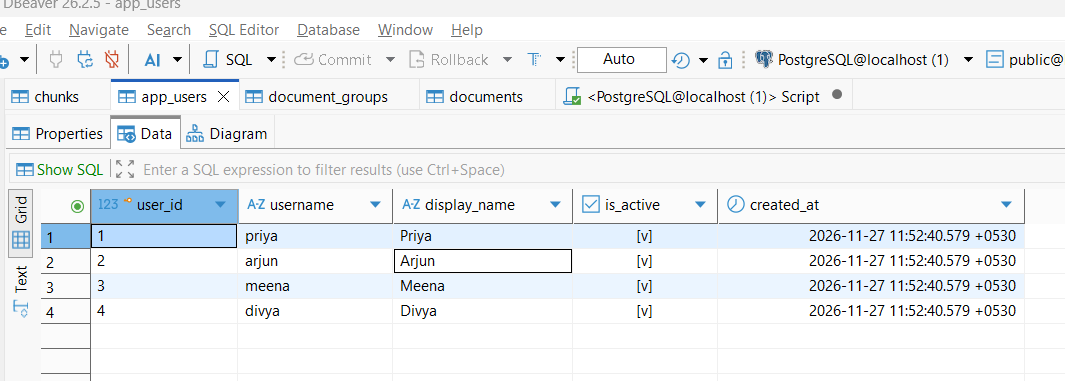 DBeaver 26.2.5 - app_users
e Edit Navigate Search SQL Editor Database Window Help
AI SQL Commit Rollback T Auto PostgreSQL@localhost (1) public@
chunks app_users document_groups documents <PostgreSQL@localhost (1)> Script
Properties Data Diagram
Show SQL Enter a SQL expression to filter results (use Ctrl+Space)
Grid
Text
123 user_id A-Z username A-Z display_name is_active created_at
1 1 priya Priya [v] 2026-11-27 11:52:40.579 +0530
2 2 arjun Arjun [v] 2026-11-27 11:52:40.579 +0530
3 3 meena Meena [v] 2026-11-27 11:52:40.579 +0530
4 4 divya Divya [v] 2026-11-27 11:52:40.579 +0530